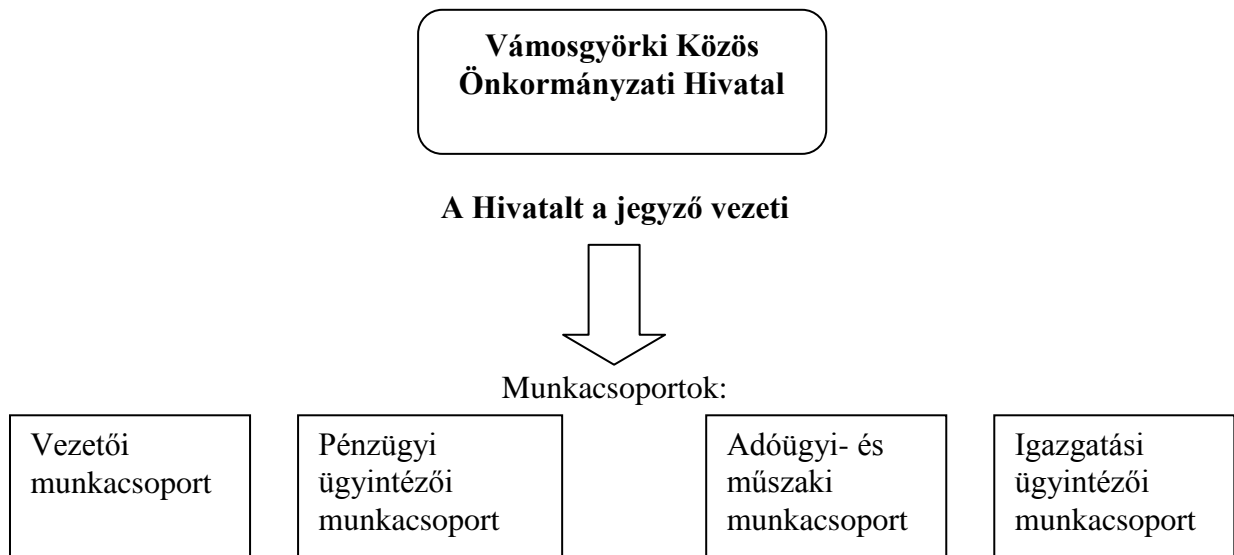 Vámosgyörki Közös
Önkormányzati Hivatal
A Hivatalt a jegyző vezeti
Munkacsoportok:
Vezetői
munkacsoport
Pénzügyi
ügyintézői
munkacsoport
Adóügyi- és
műszaki
munkacsoport
Igazgatási
ügyintézői
munkacsoport